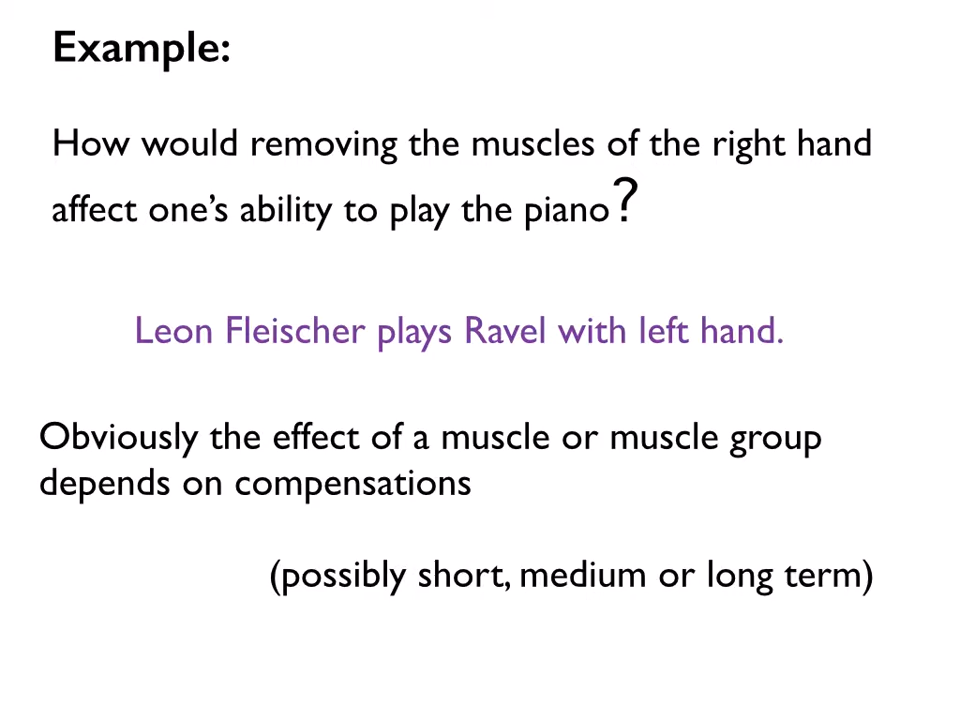 Example:
How would removing the muscles of the right hand
affect one’s ability to play the piano?
Leon Fleischer plays Ravel with left hand.
Obviously the effect of a muscle or muscle group
depends on compensations
(possibly short, medium or long term)